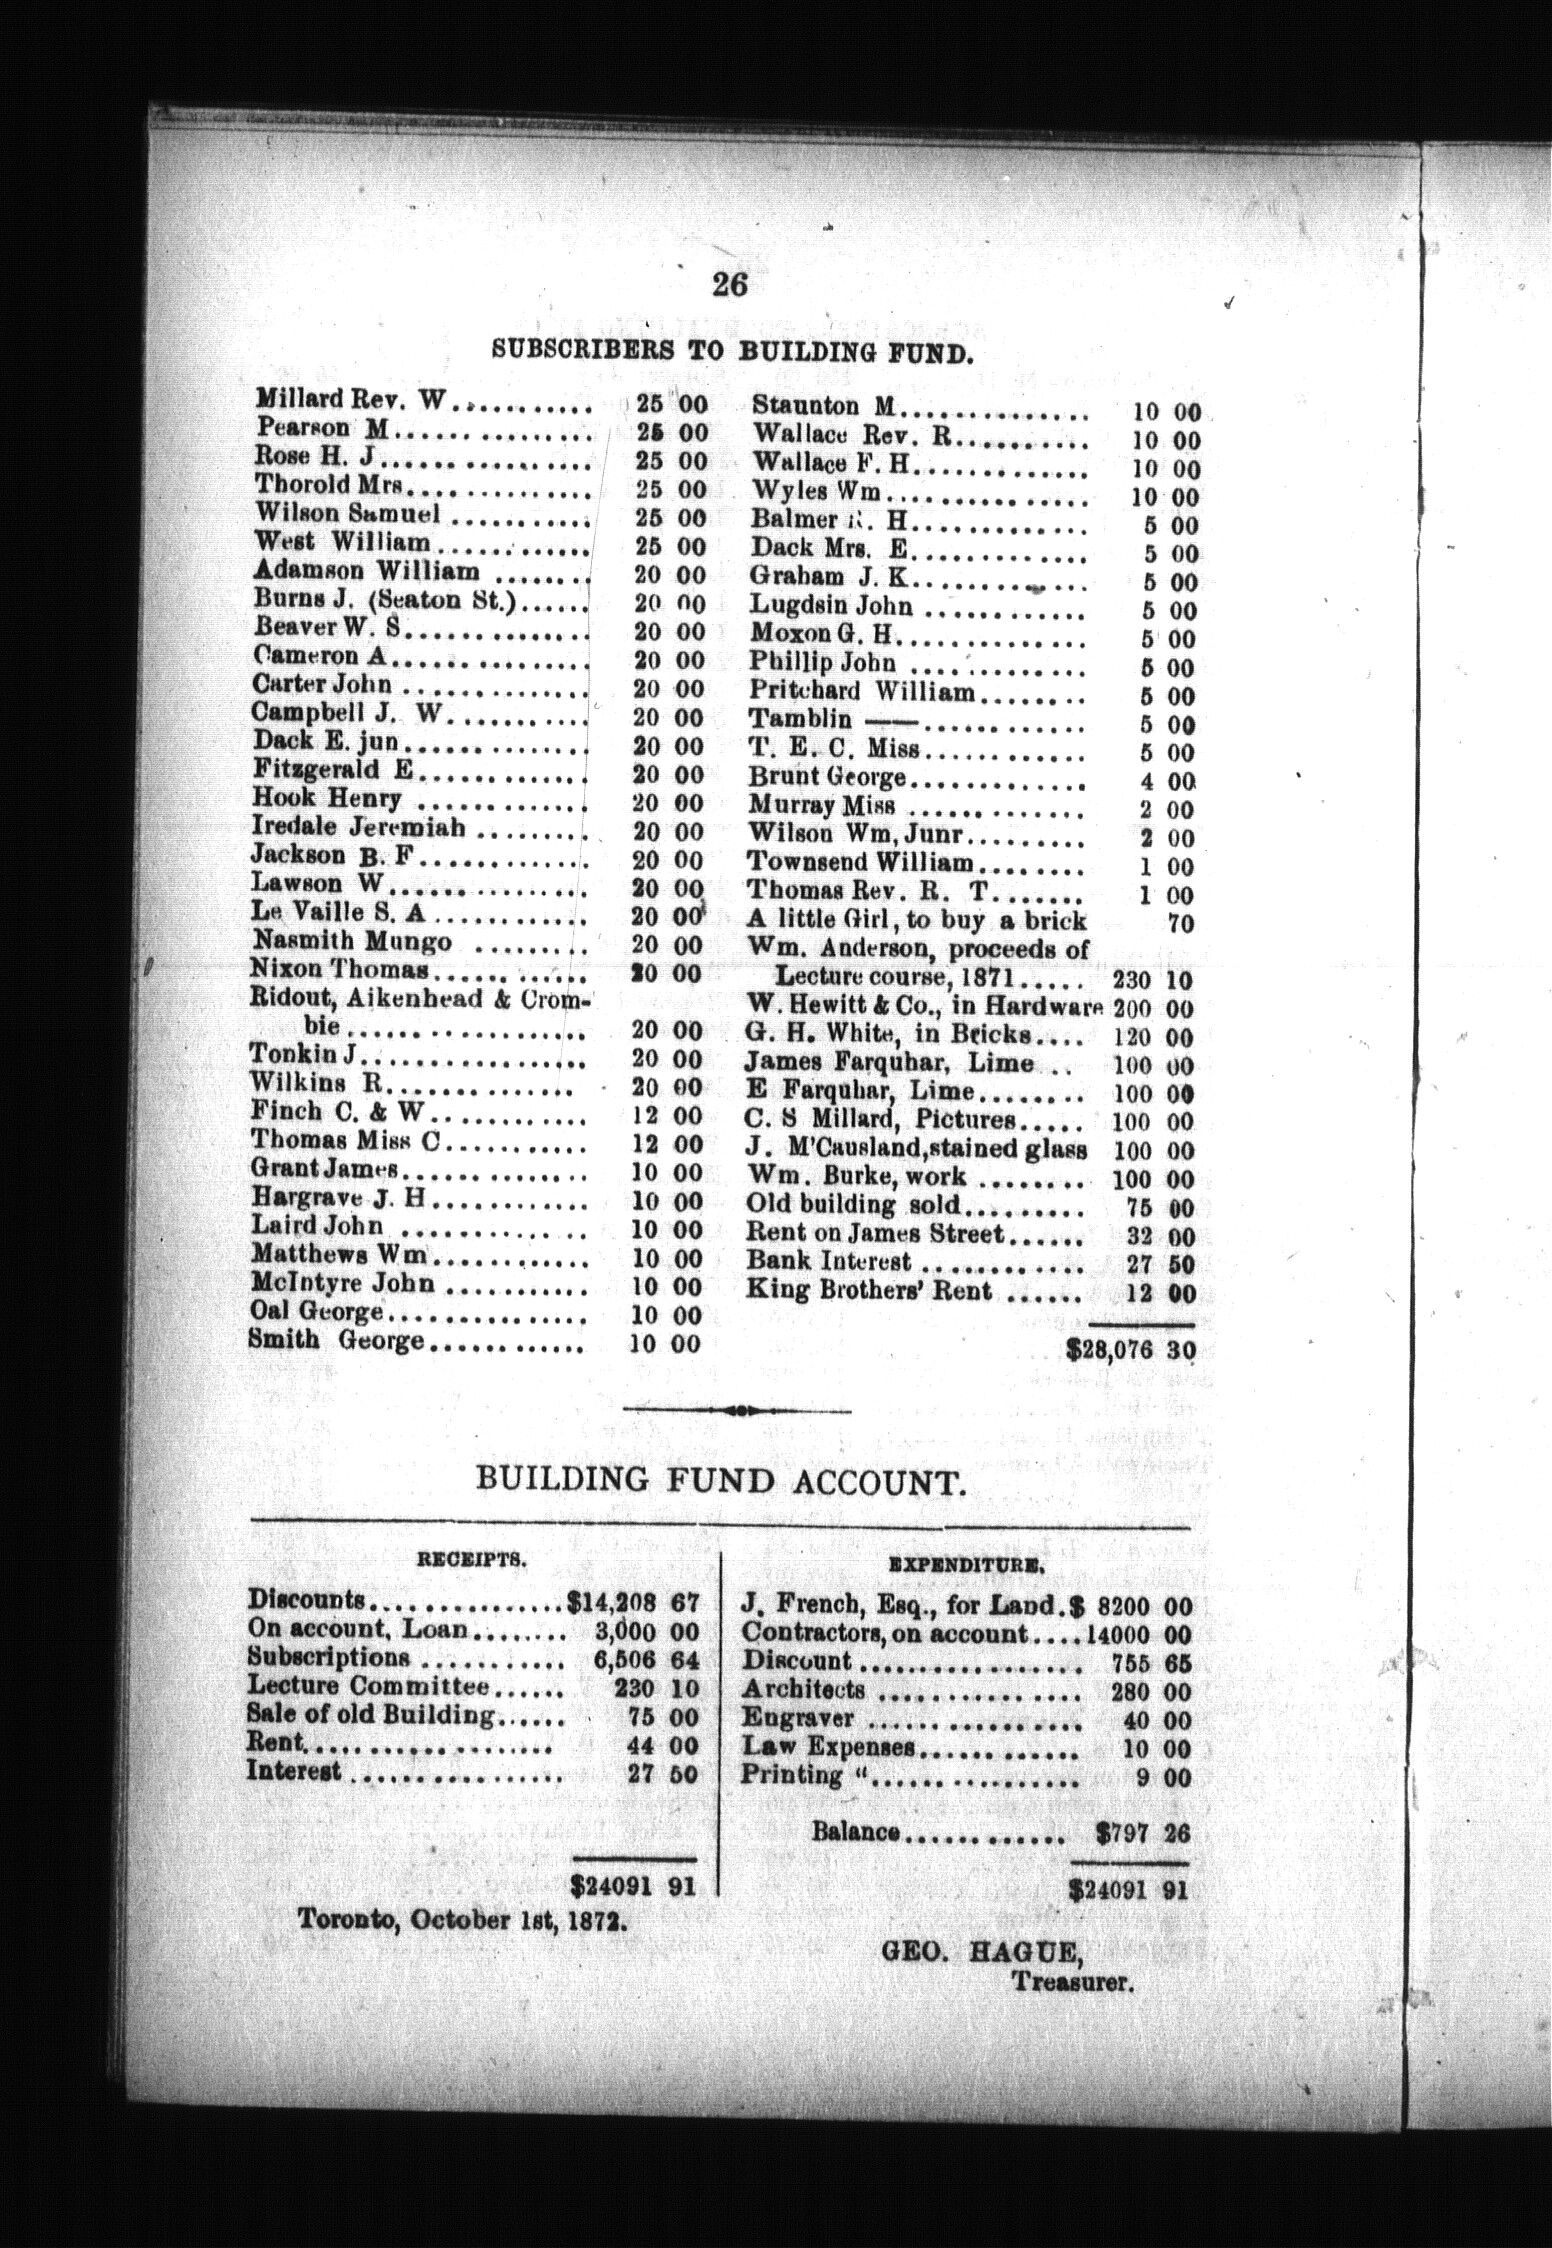 26
SUBSCRIBERS TO BUILDING FUND.
Millard Rev. W........... 25 00
Pearson M............... 25 00
Rose H. J................ 25 00
Thorold Mrs.............. 25 00
Wilson Samuel ........... 25 00
West William............ 25 00
Adamson William ........ 20 00
Burns J. (Seaton St.)...... 20 00
Beaver W. S.............. 20 00
Cameron A............... 20 00
Carter John .............. 20 00
Campbell J. W........... 20 00
Dack E. jun.............. 20 00
Fitzgerald E............. 20 00
Hook Henry ............. 20 00
Iredale Jeremiah ......... 20 00
Jackson B. F............. 20 00
Lawson W............... 20 00
Le Vaille S. A............ 20 00
Nasmith Mungo ......... 20 00
Nixon Thomas............ 20 00
Ridout, Aikenhead & Crom-
bie.................. 20 00
Tonkin J................. 20 00
Wilkins R.............. 20 00
Finch C. & W............ 12 00
Thomas Miss C........... 12 00
Grant James.............. 10 00
Hargrave J. H............ 10 00
Laird John .............. 10 00
Matthews Wm............ 10 00
McIntyre John ........... 10 00
Oal George............... 10 00
Smith George............ 10 00
Staunton M.............. 10 00
Wallace Rev. R.......... 10 00
Wallace F. H............. 10 00
Wyles Wm................ 10 00
Balmer R. H............. 5 00
Dack Mrs. E............. 5 00
Graham J. K............. 5 00
Lugdsin John ............ 5 00
Moxon G. H.............. 5 00
Phillip John ............. 5 00
Pritchard William........ 5 00
Tamblin ——............ 5 00
T. E. C. Miss............ 5 00
Brunt George............. 4 00
Murray Miss ............. 2 00
Wilson Wm, Junr......... 2 00
Townsend William........ 1 00
Thomas Rev. R. T....... 1 00
A little Girl, to buy a brick 70
Wm. Anderson, proceeds of
Lecture course, 1871..... 230 10
W. Hewitt & Co., in Hardware 200 00
G. H. White, in Bricks.... 120 00
James Farquhar, Lime .. 100 00
E Farquhar, Lime........ 100 00
C. S Millard, Pictures..... 100 00
J. M'Causland,stained glass 100 00
Wm. Burke, work ........ 100 00
Old building sold......... 75 00
Rent on James Street...... 32 00
Bank Interest ............ 27 50
King Brothers' Rent ...... 12 00
$28,076 30
BUILDING FUND ACCOUNT.
RECEIPTS.
Discounts...............$14,208 67
On account, Loan........ 3,000 00
Subscriptions ........... 6,506 64
Lecture Committee...... 230 10
Sale of old Building...... 75 00
Rent................... 44 00
Interest ................ 27 50
$24091 91
Toronto, October 1st, 1872.
EXPENDITURE.
J. French, Esq., for Land.$ 8200 00
Contractors, on account....14000 00
Discount................. 755 65
Architects ............... 280 00
Engraver ................ 40 00
Law Expenses............ 10 00
Printing “................ 9 00
Balance............ $797 26
$24091 91
GEO. HAGUE,
Treasurer.